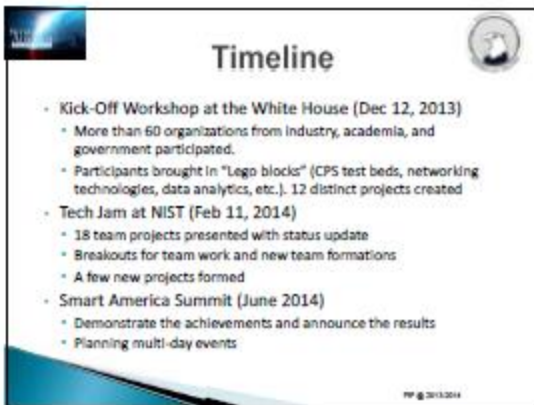 Timeline
Kick-Off Workshop at the White House (Dec 12, 2013)
More than 60 organizations from industry, academia, and
government participated.
Participants brought in "Lego blocks" (CPS test beds, networking
technologies, data analytics, etc.). 12 distinct projects created
Tech Jam at NIST (Feb 11, 2014)
18 team projects presented with status update
Breakouts for team work and new team formations
A few new projects formed
Smart America Summit (June 2014)
Demonstrate the achievements and announce the results
Planning multi-day events
PIF @ 2013/2014